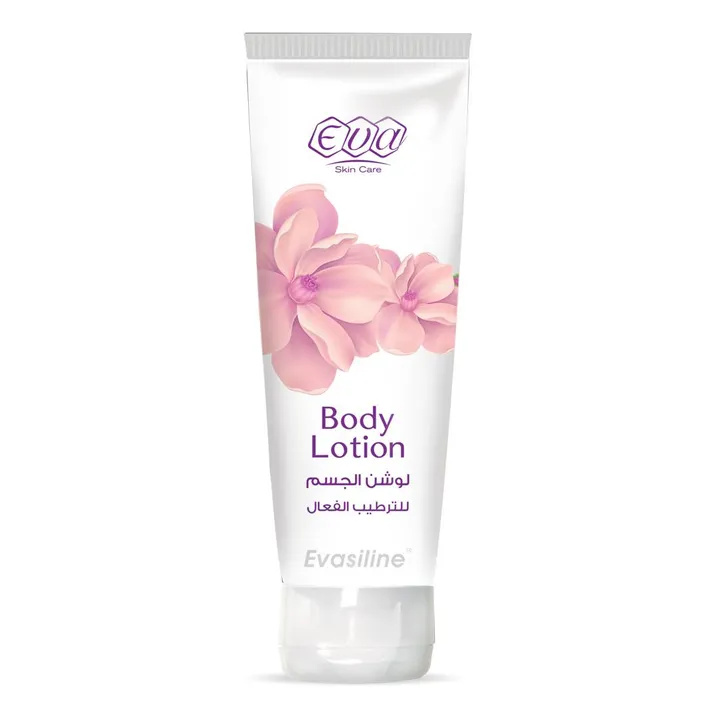 Eva
Skin Care
Body
Lotion
لوشن الجسم
للترطيب الفعال
Evasiline